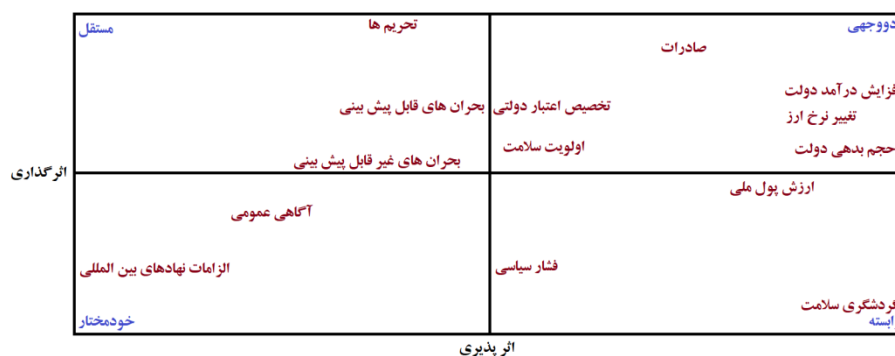 دووجهی
تحریم ها
مستقل
صادرات
فزایش درآمد دولت
تخصیص اعتبار دولتی
بحران های قابل پیش بینی
تغییر نرخ ارز
اولویت سلامت
حجم بدهی دولت
بحران های غیر قابل پیش بینی
اثرگذاری
ارزش پول ملی
آگاهی عمومی
فشار سیاسی
الزامات نهادهای بین المللی
گردشگری سلامت
ابسته
خودمختار
اثر پذیری